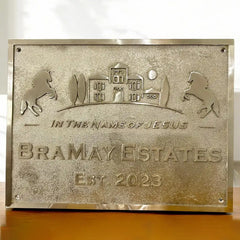 — IN THE NAME OF JESUS —
BRAMAY ESTATES
EST 2023